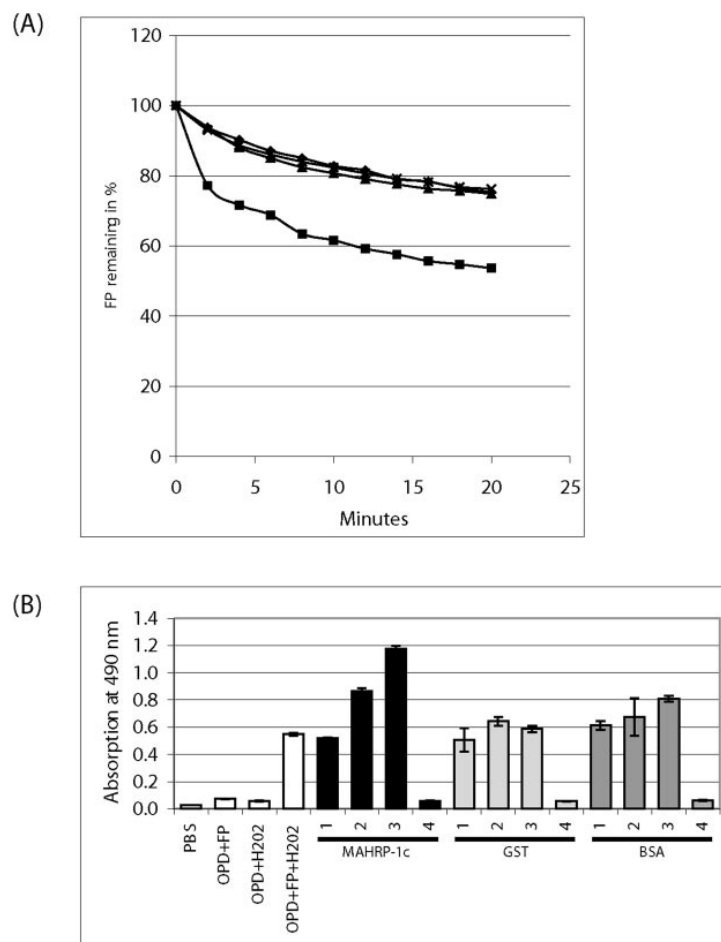 (A)
120
100
80
60
40
20
0
FP remaining in %
0 5 10 15 20 25
Minutes
(B)
1.4
1.2
1.0
0.8
0.6
0.4
0.2
0.0
Absorption at 490 nm
PBS
OPD+FP
OPD+H202
OPD+FP+H202
1 2 3 4 1 2 3 4 1 2 3 4
MAHRP-1c GST BSA